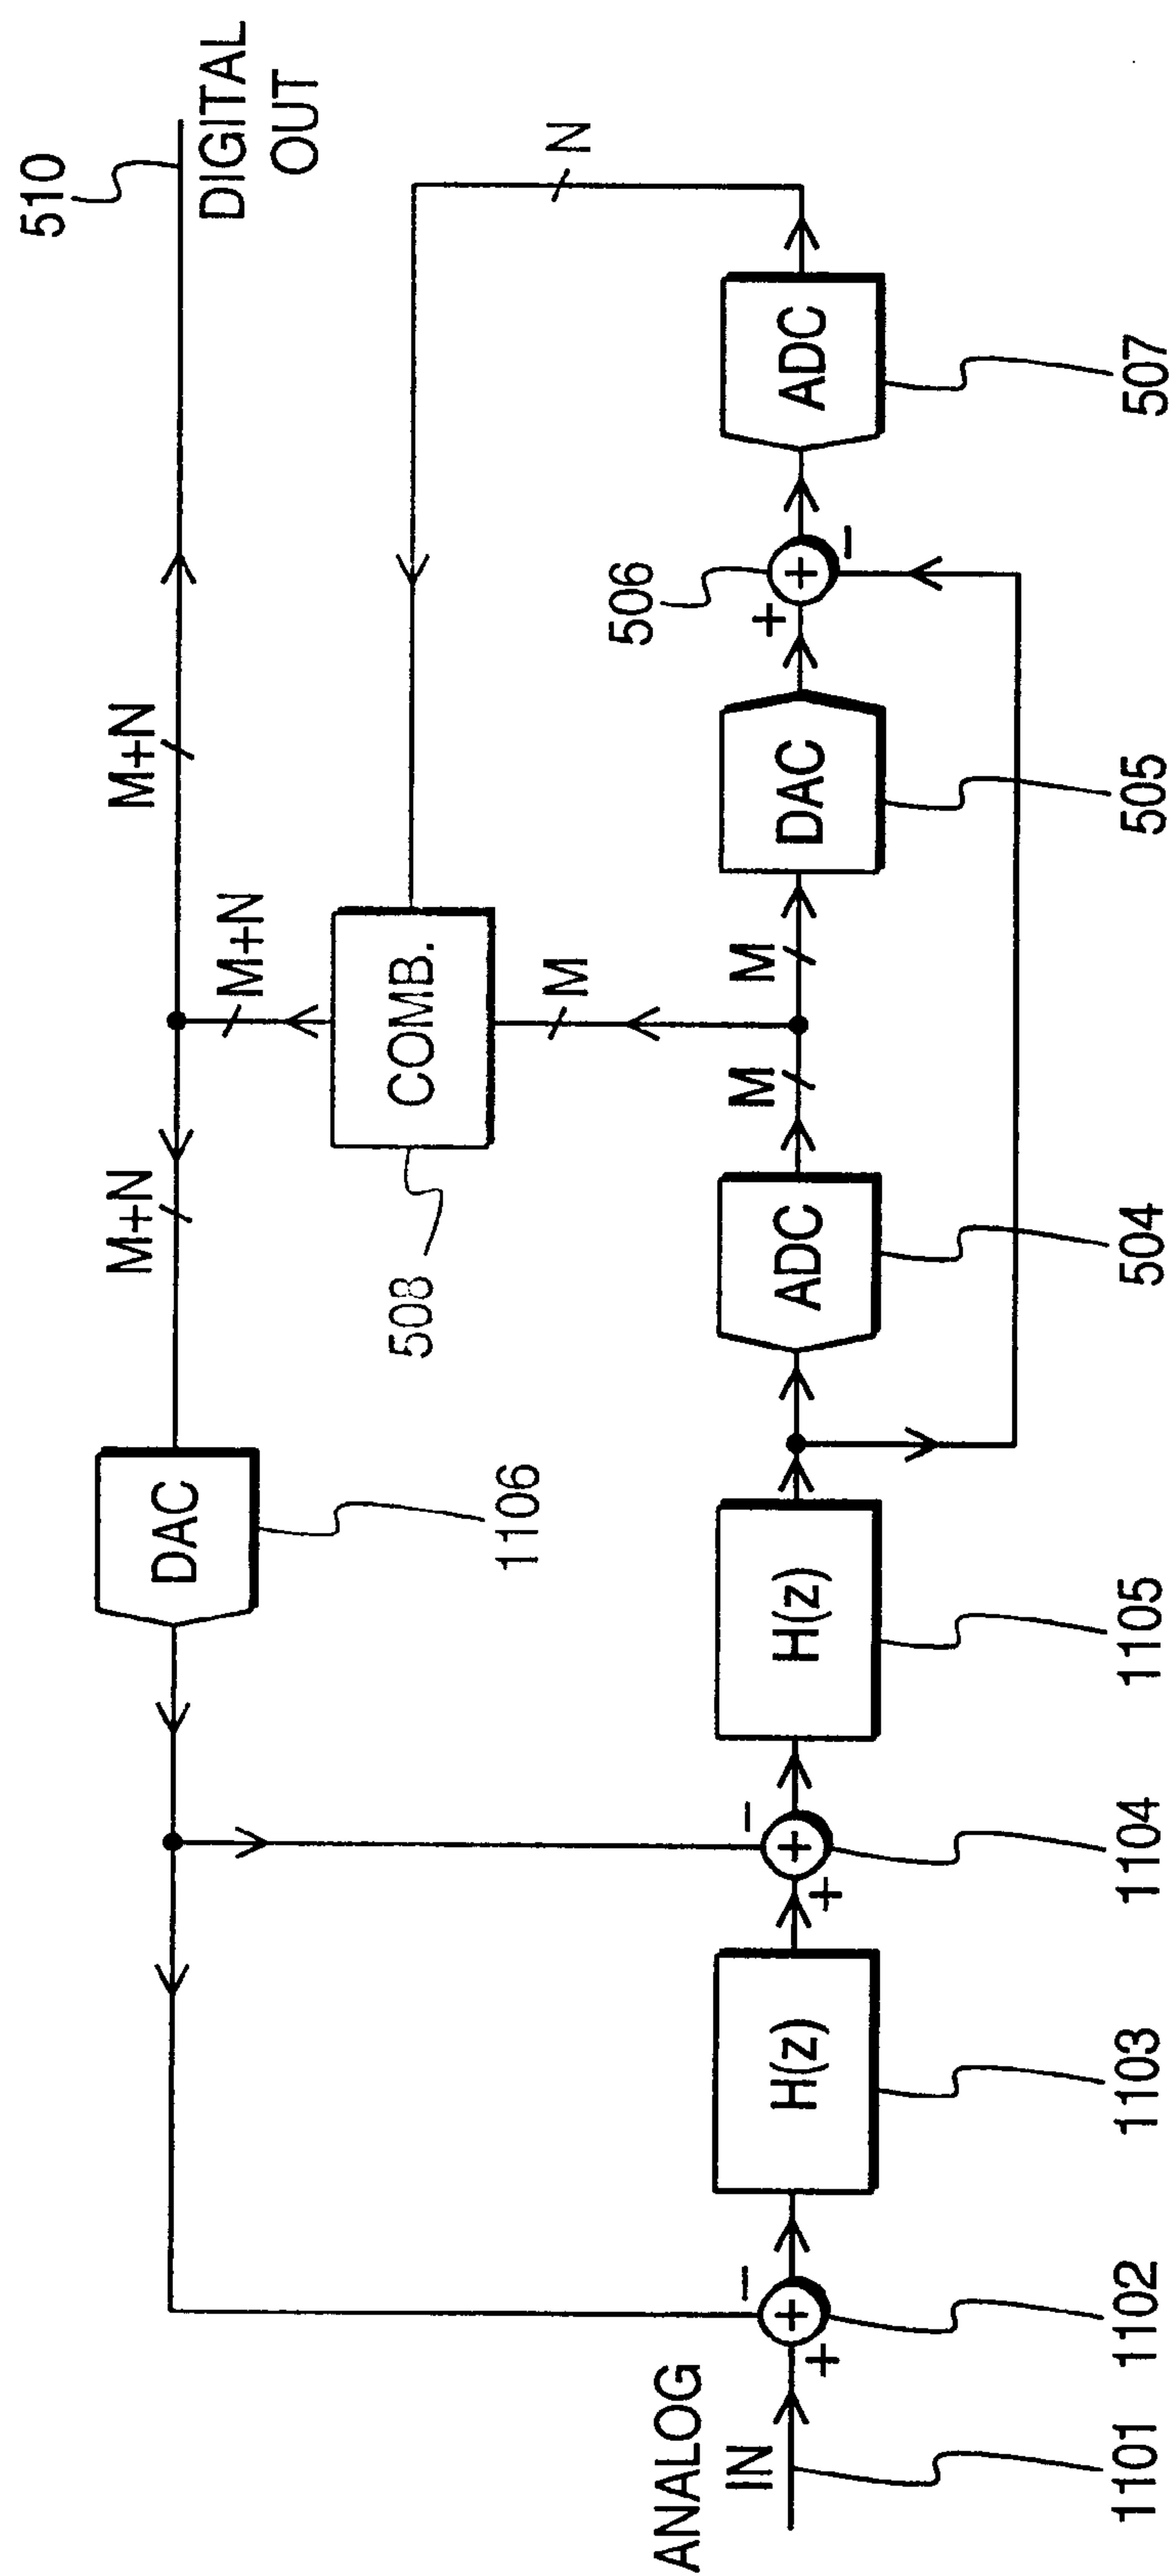 510
DIGITAL
OUT
M+N
M+N
M+N
N
DAC
1106
COMB.
508
M
M
M
ANALOG
IN
1101
+
-
+
1102
H(z)
1103
+
-
+
1104
H(z)
1105
ADC
504
DAC
505
506
+
+
-
ADC
507